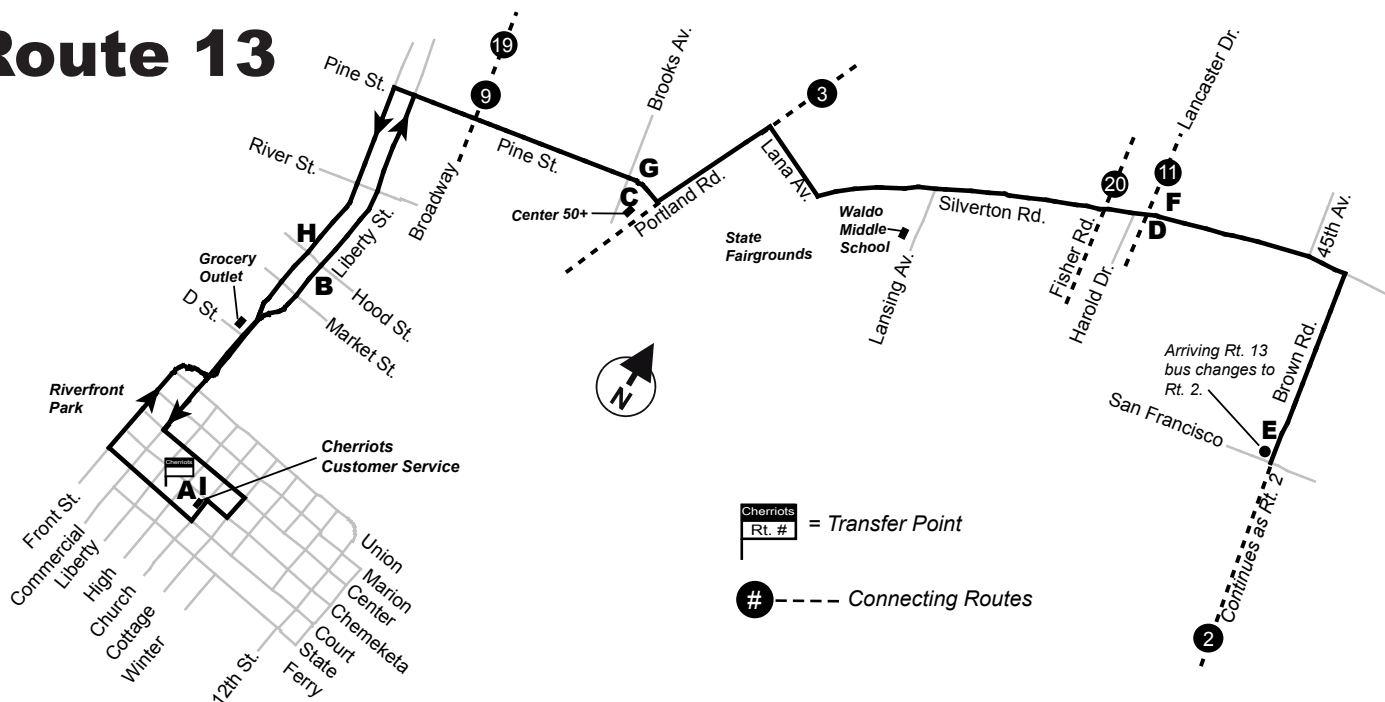 Route 13
Pine St.
River St.
19
9
Broadway
Pine St.
Brooks Av.
G
C
Center 50+
3
Portland Rd.
Lana Av.
State
Fairgrounds
Waldo
Middle
School
Lansing Av.
Silverton Rd.
20
11
Lancaster Dr.
F
D
Fisher Rd.
Harold Dr.
45th Av.
H
Liberty St.
B
Grocery
Outlet
D St.
Hood St.
Market St.
N
Arriving Rt. 13
bus changes to
Rt. 2.
Brown Rd.
San Francisco
E
Continues as Rt. 2
2
Riverfront
Park
Cherriots
Customer Service
Cherriots
A
I
Front St.
Commercial
Liberty
High
Church
Cottage
Winter
12th St.
Union
Marion
Center
Chemeketa
Court
State
Ferry
Cherriots
Rt. #
= Transfer Point
#
Connecting Routes